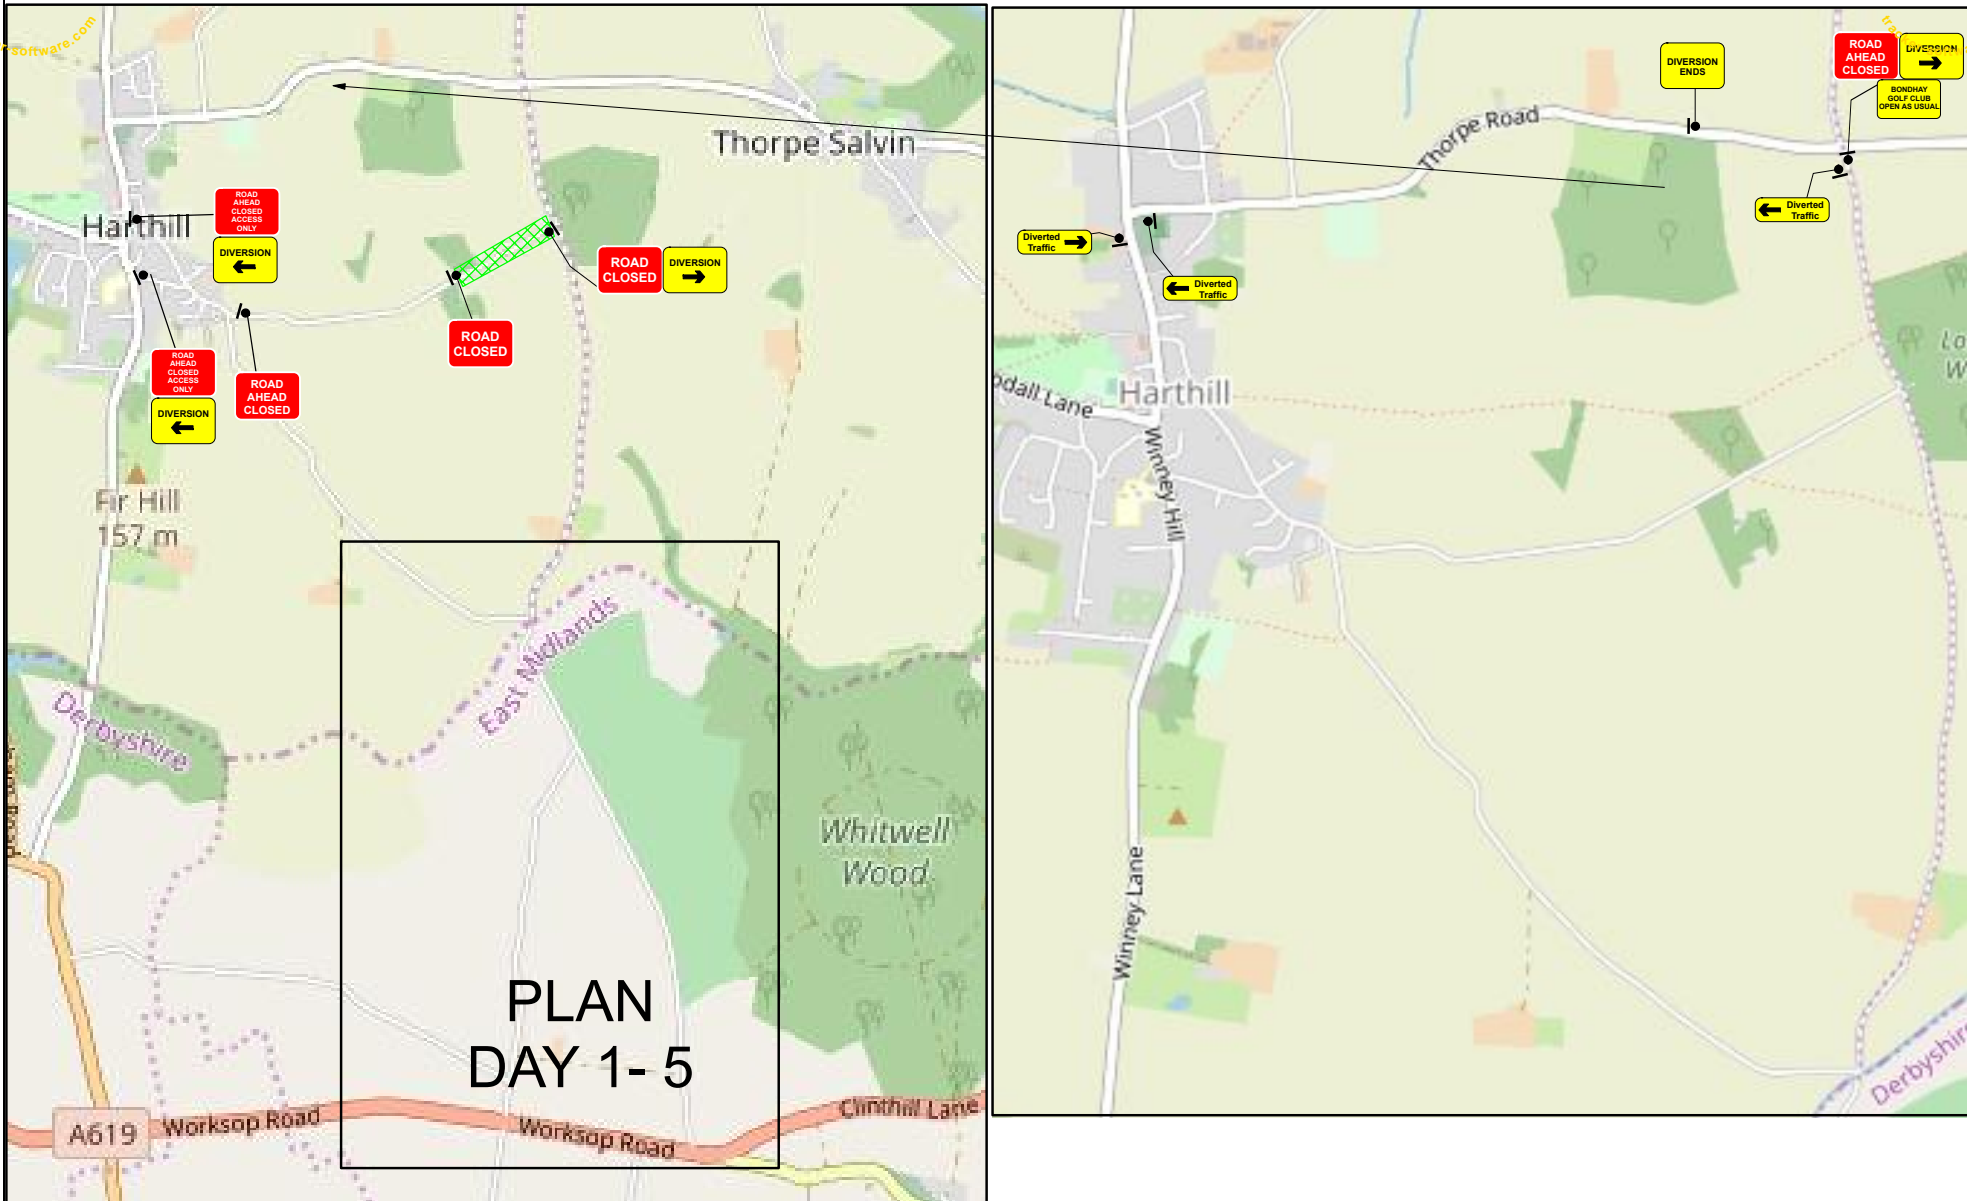 software.com
Thorpe Salvin
Harthill
ROAD
AHEAD
CLOSED
ACCESS
ONLY
DIVERSION
ROAD
CLOSED
DIVERSION
ROAD
CLOSED
ROAD
AHEAD
CLOSED
ACCESS
ONLY
DIVERSION
ROAD
AHEAD
CLOSED
Fir Hill
157 m
East Midlands
Derbyshire
Whitwell
Wood
PLAN
DAY 1- 5
A619
Worksop Road
Worksop Road
Clinthill Lane
DIVERSION
ENDS
ROAD
AHEAD
CLOSED
DIVERSION
BONDHAY
GOLF CLUB
OPEN AS USUAL
Thorpe Road
Diverted
Traffic
Diverted
Traffic
Diverted
Traffic
Harthill
odall Lane
Winney Hill
Lo
W
Winney Lane
Derbyshire